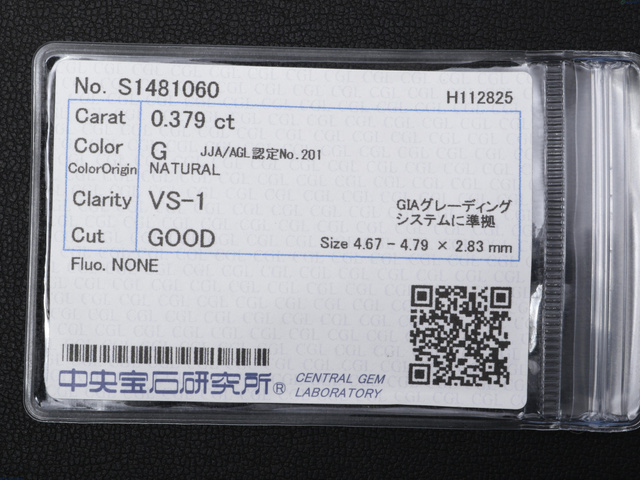 No. S1481060
H112825
Carat 0.379 ct
Color G JJA/AGL認定No.201
ColorOrigin NATURAL
Clarity VS-1
GIAグレーディング
システムに準拠
Cut GOOD Size 4.67 - 4.79 × 2.83 mm
Fluo. NONE
中央宝石研究所® CENTRAL GEM
LABORATORY